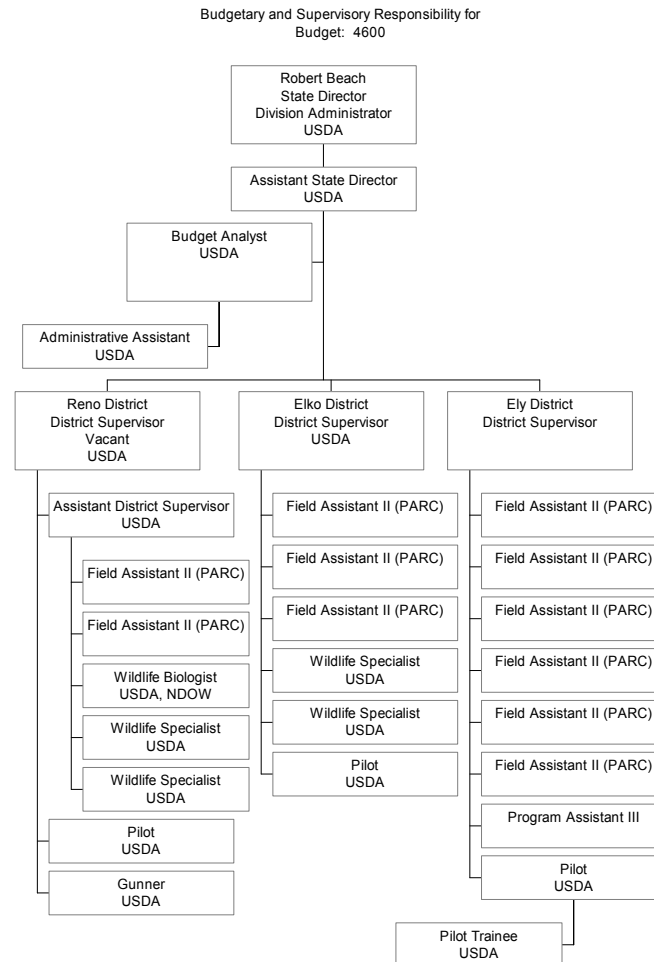 Budgetary and Supervisory Responsibility for
Budget: 4600
Robert Beach
State Director
Division Administrator
USDA
Assistant State Director
USDA
Budget Analyst
USDA
Administrative Assistant
USDA
Reno District
District Supervisor
Vacant
USDA
Assistant District Supervisor
USDA
Field Assistant II (PARC)
Field Assistant II (PARC)
Wildlife Biologist
USDA, NDOW
Wildlife Specialist
USDA
Wildlife Specialist
USDA
Pilot
USDA
Gunner
USDA
Elko District
District Supervisor
USDA
Field Assistant II (PARC)
Field Assistant II (PARC)
Field Assistant II (PARC)
Wildlife Specialist
USDA
Wildlife Specialist
USDA
Pilot
USDA
Ely District
District Supervisor
Field Assistant II (PARC)
Field Assistant II (PARC)
Field Assistant II (PARC)
Field Assistant II (PARC)
Field Assistant II (PARC)
Field Assistant II (PARC)
Program Assistant III
Pilot
USDA
Pilot Trainee
USDA